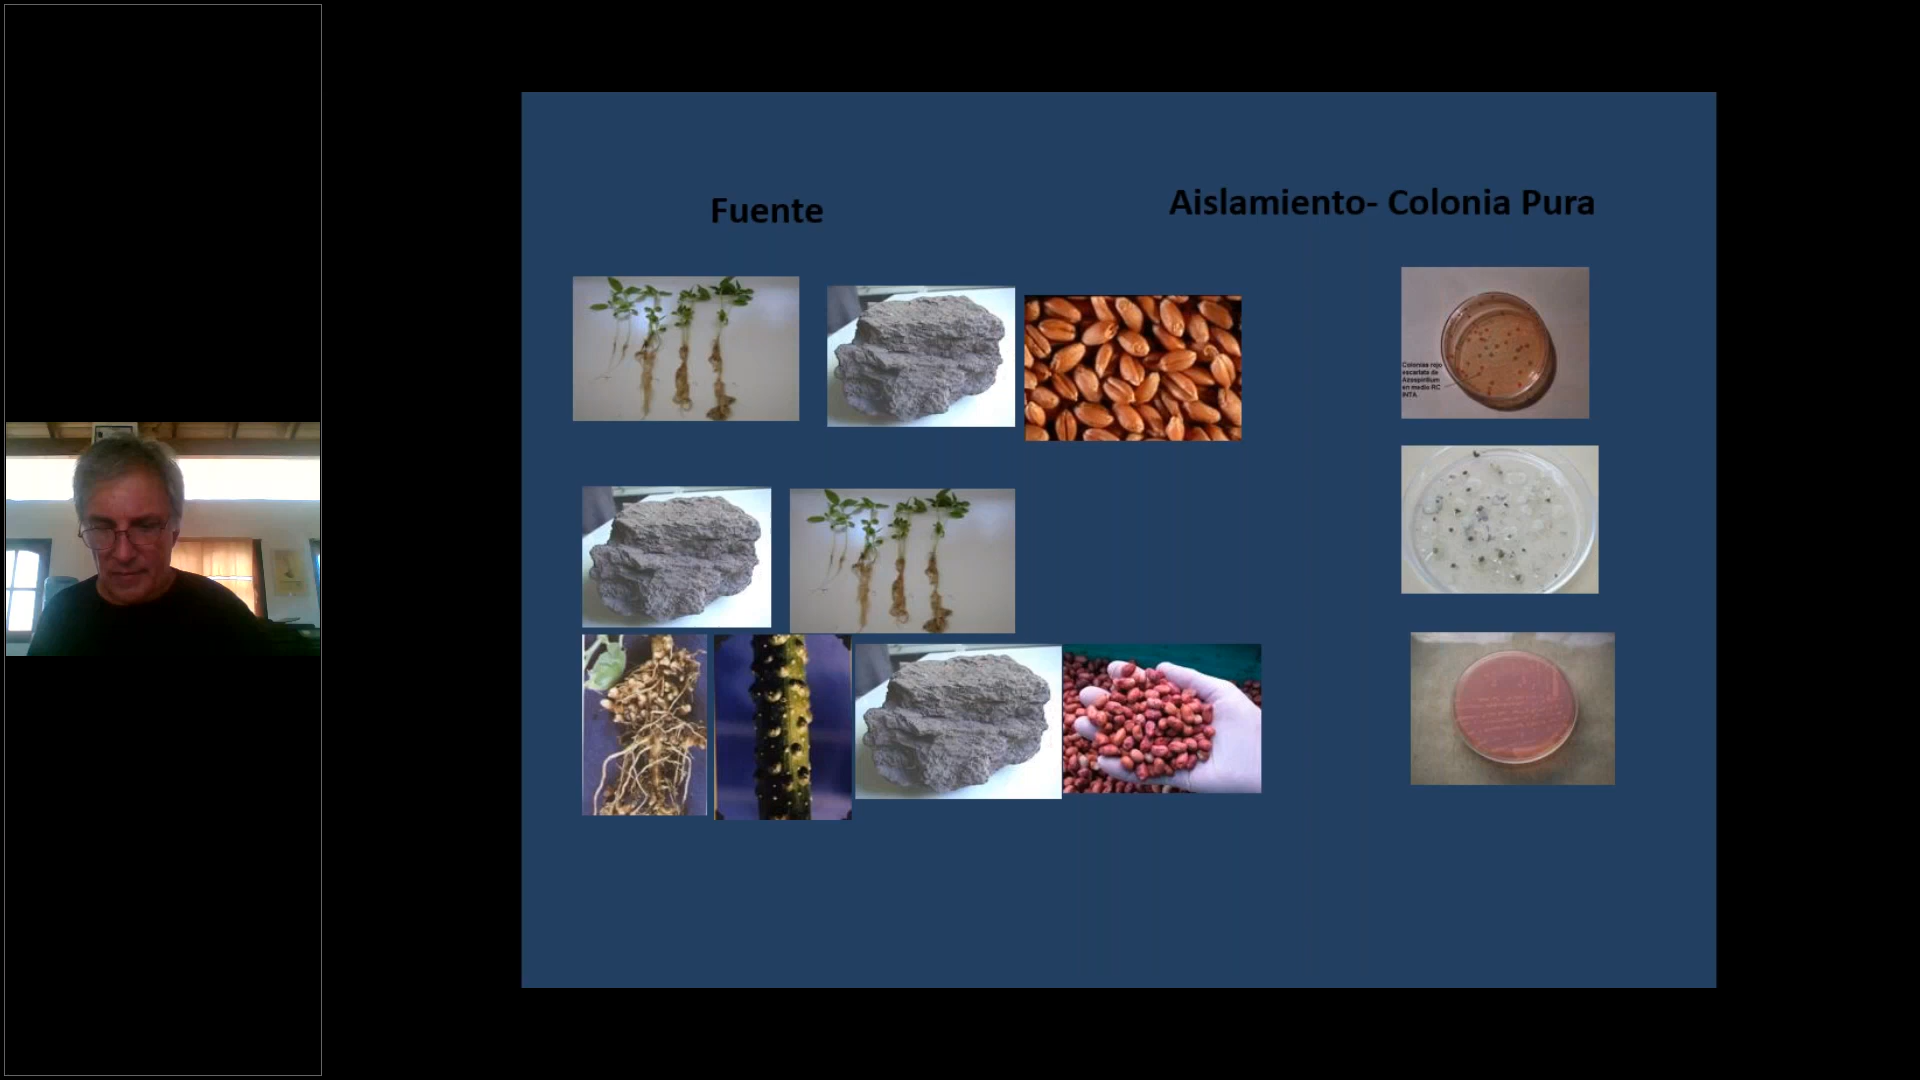 Fuente
Aislamiento- Colonia Pura
Colonias rojo
escarlata de
Azospirillum
en medio RC
INTA.